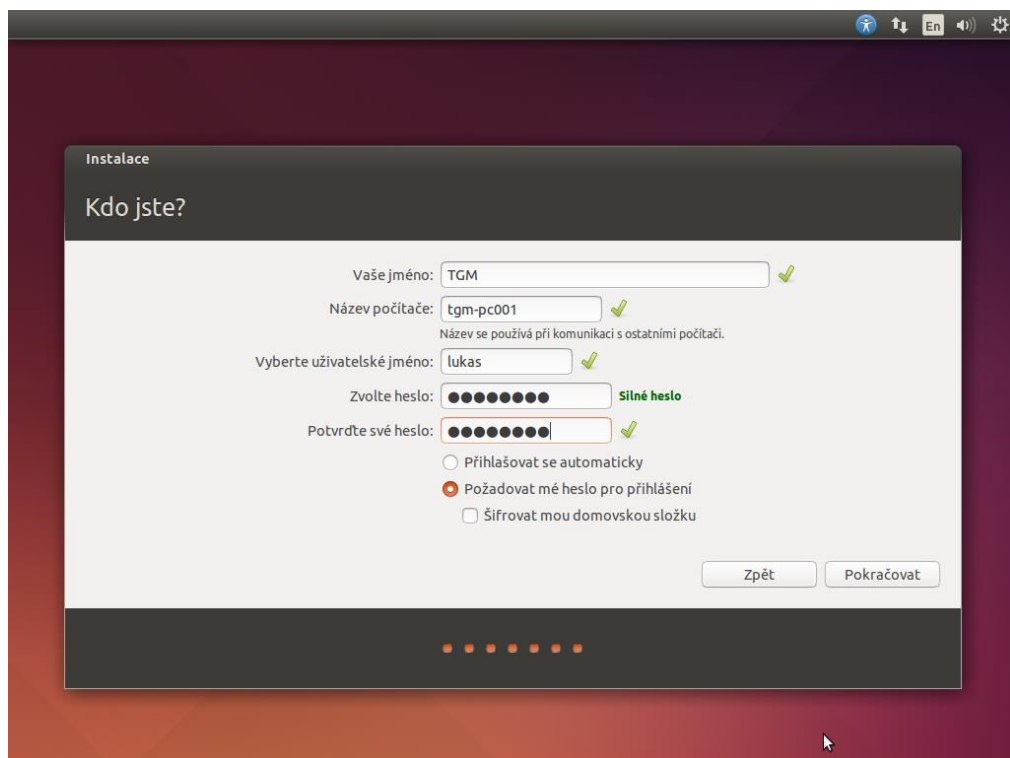 En
Instalace
Kdo jste?
Vaše jméno: TGM
Název počítače: tgm-pc001
Název se používá při komunikaci s ostatními počítači.
Vyberte uživatelské jméno: lukas
Zvolte heslo: ●●●●●●●● Silné heslo
Potvrďte své heslo: ●●●●●●●●
Přihlašovat se automaticky
Požadovat mé heslo pro přihlášení
Šifrovat mou domovskou složku
Zpět Pokračovat